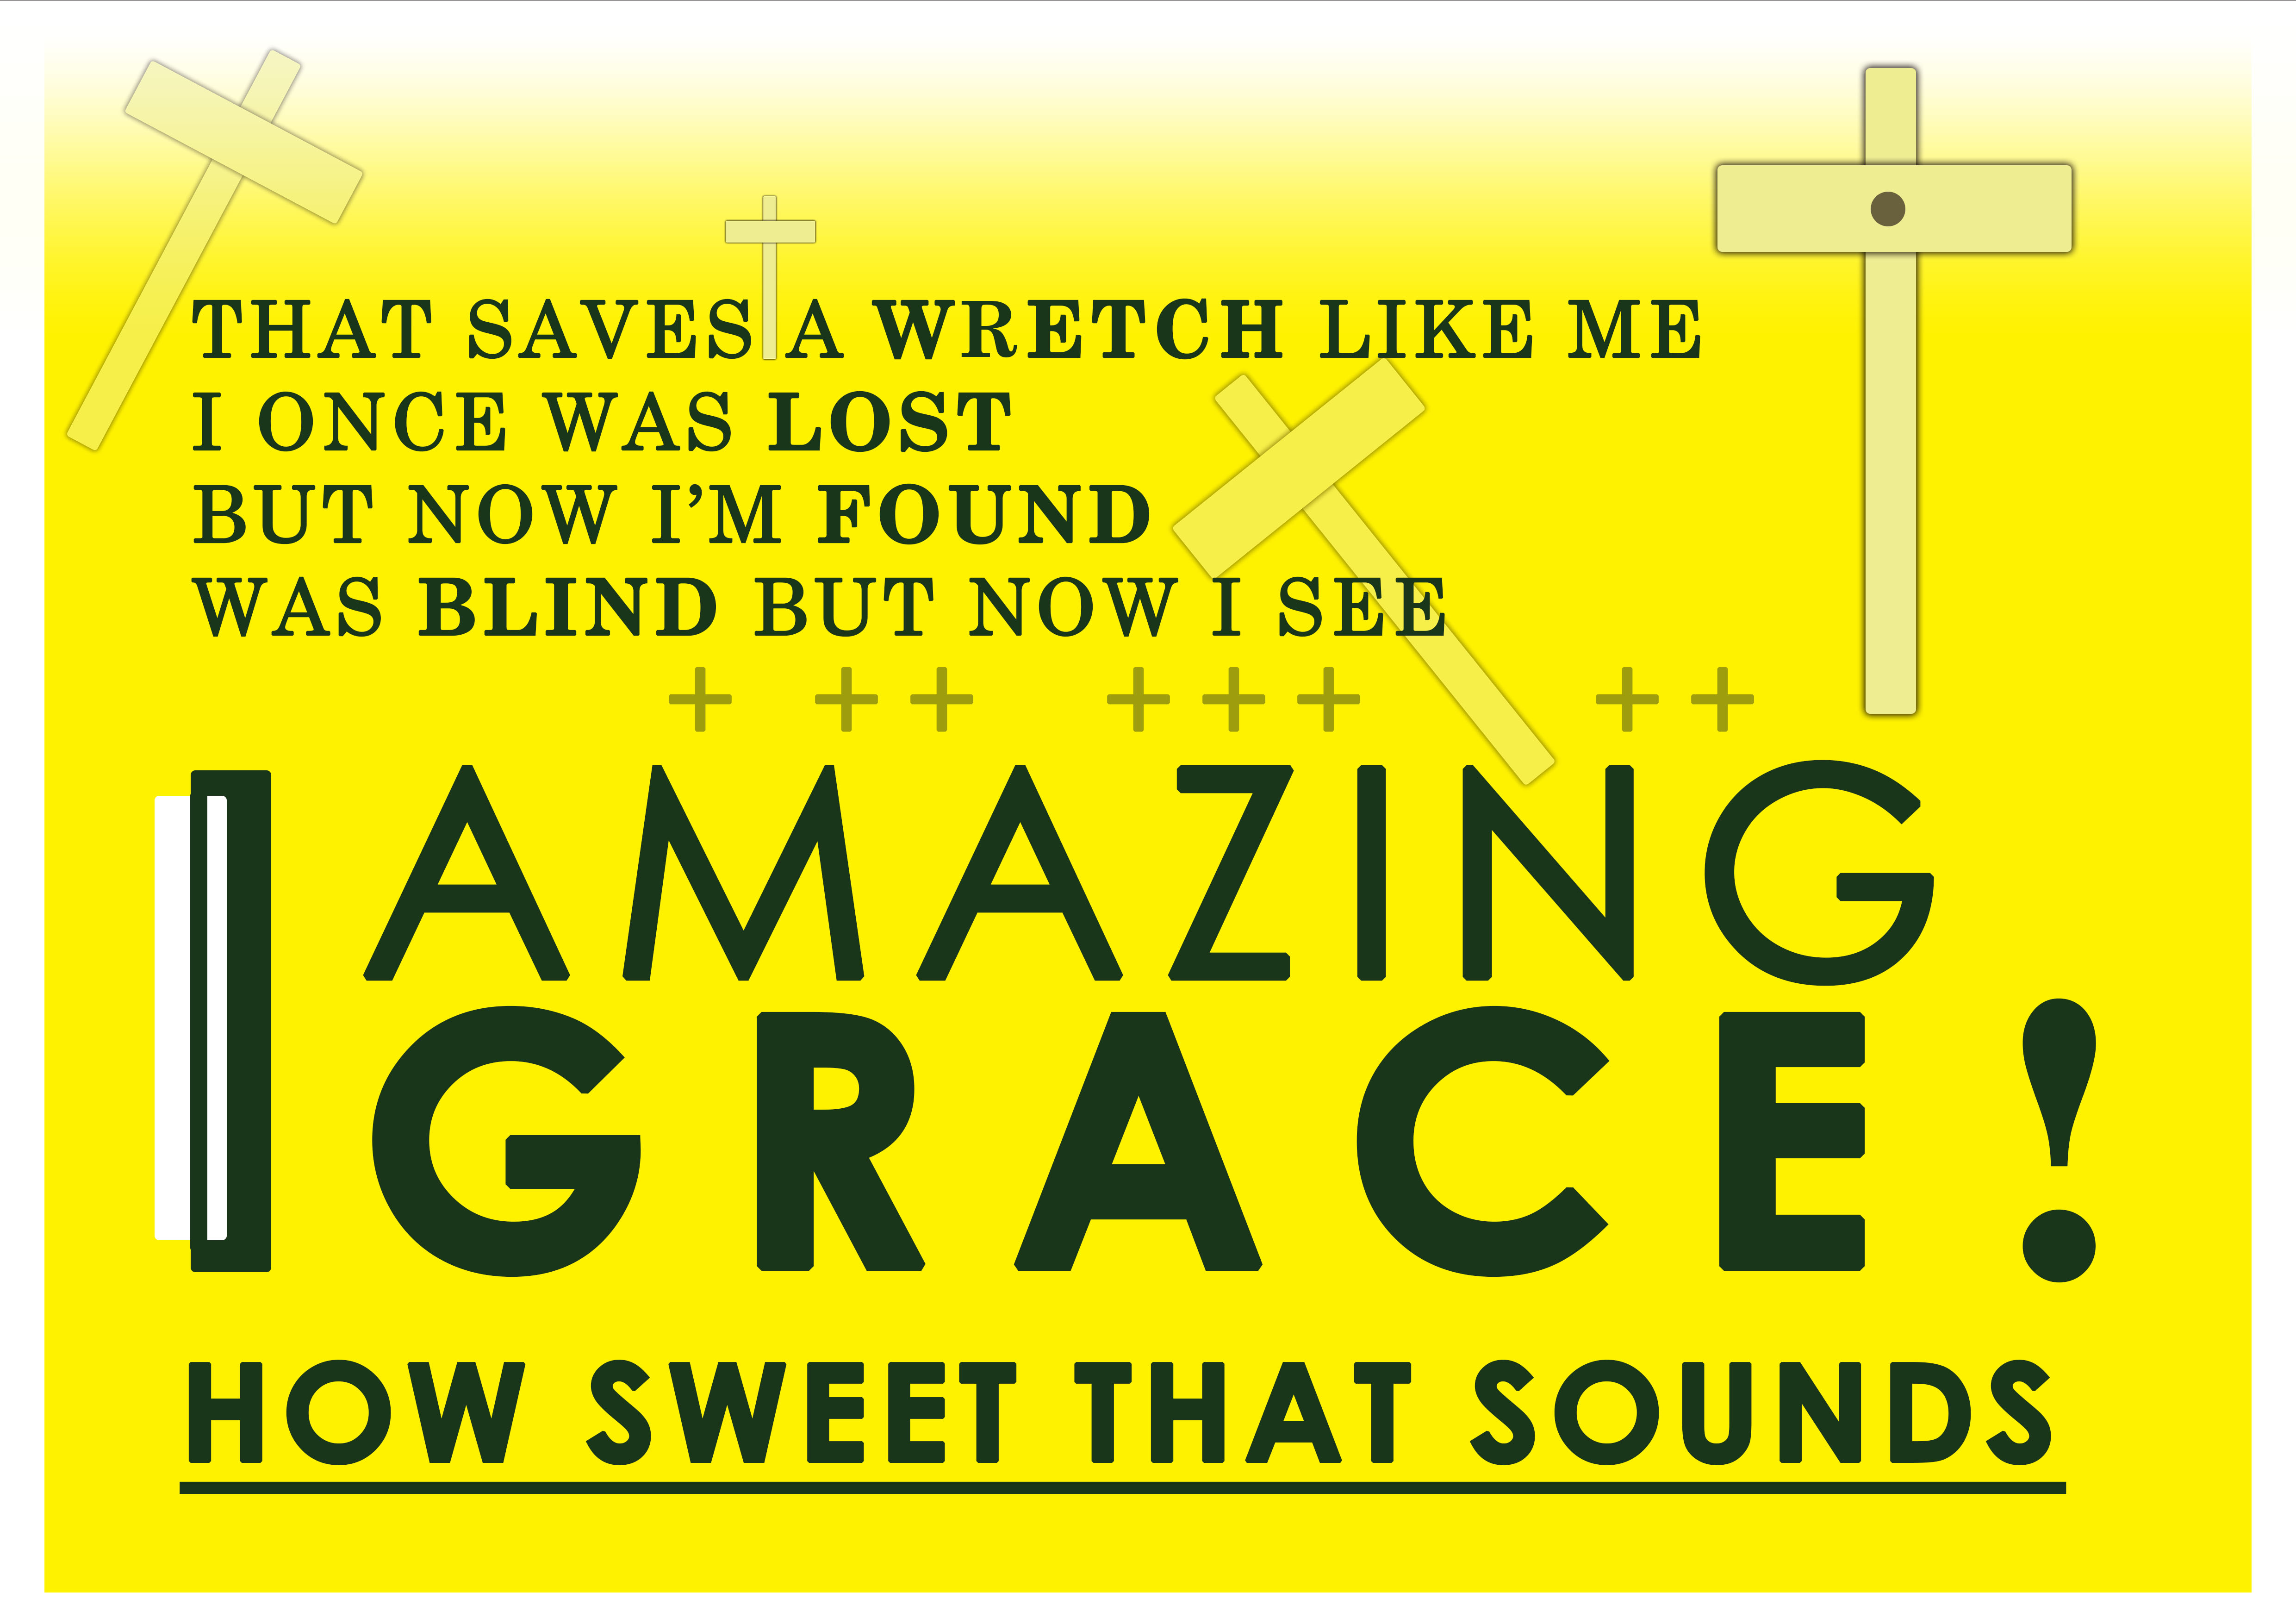 THAT SAVES A WRETCH LIKE ME
I ONCE WAS LOST
BUT NOW I'M FOUND
WAS BLIND BUT NOW I SEE
AMAZING
GRACE!
HOW SWEET THAT SOUNDS